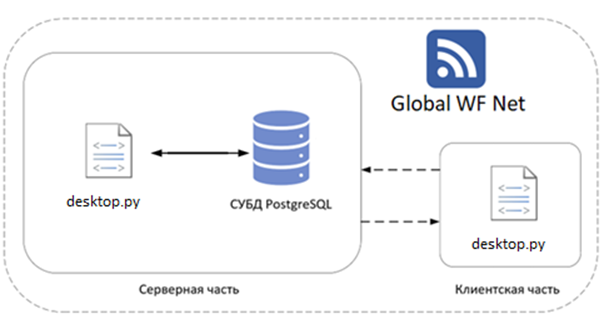 Global WF Net
desktop.py
СУБД PostgreSQL
desktop.py
Серверная часть
Клиентская часть